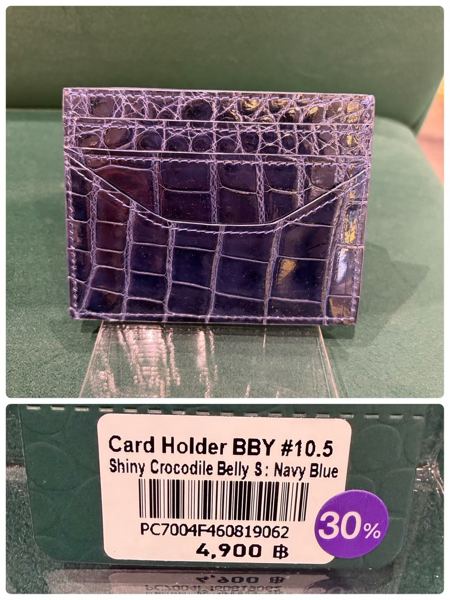 Card Holder BBY #10.5
Shiny Crocodile Belly S : Navy Blue
PC7004F460819062
30%
4,900 ฿